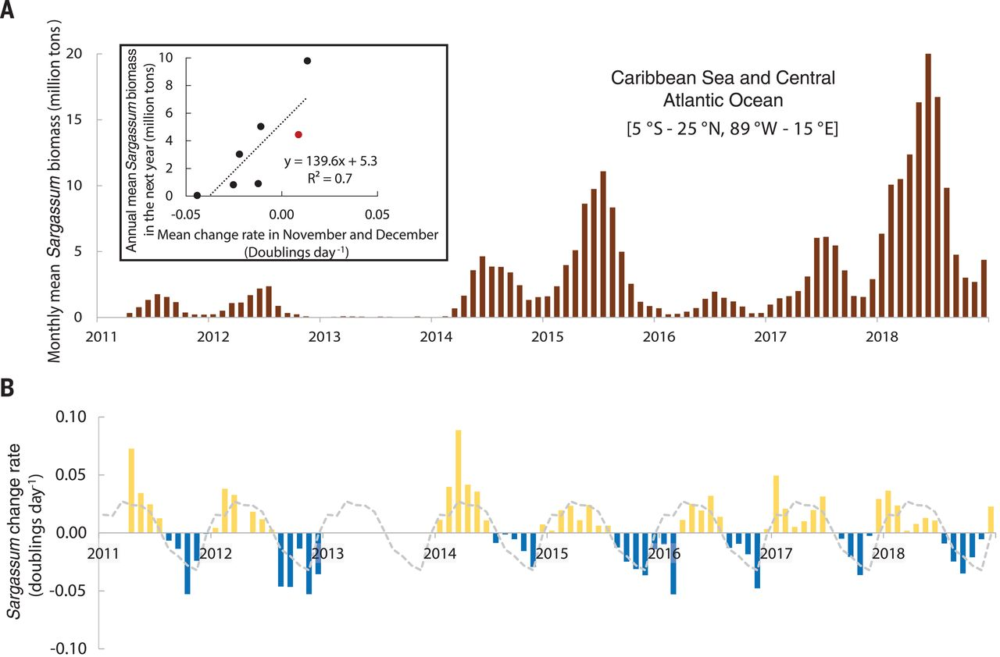 A
Monthly mean Sargassum biomass (million tons )
20
15
10
5
0
2011
2012
2013
2014
2015
2016
2017
2018
Caribbean Sea and Central
Atlantic Ocean
[5 °S - 25 °N, 89 °W - 15 °E]
Annual mean Sargassum biomass
in the next year (million tons)
10
8
6
4
2
0
-0.05
0.00
0.05
y = 139.6x + 5.3
R² = 0.7
Mean change rate in November and December
(Doublings day⁻¹)
B
Sargassum change rate
(doublings day⁻¹)
0.10
0.05
0.00
-0.05
-0.10
2011
2012
2013
2014
2015
2016
2017
2018